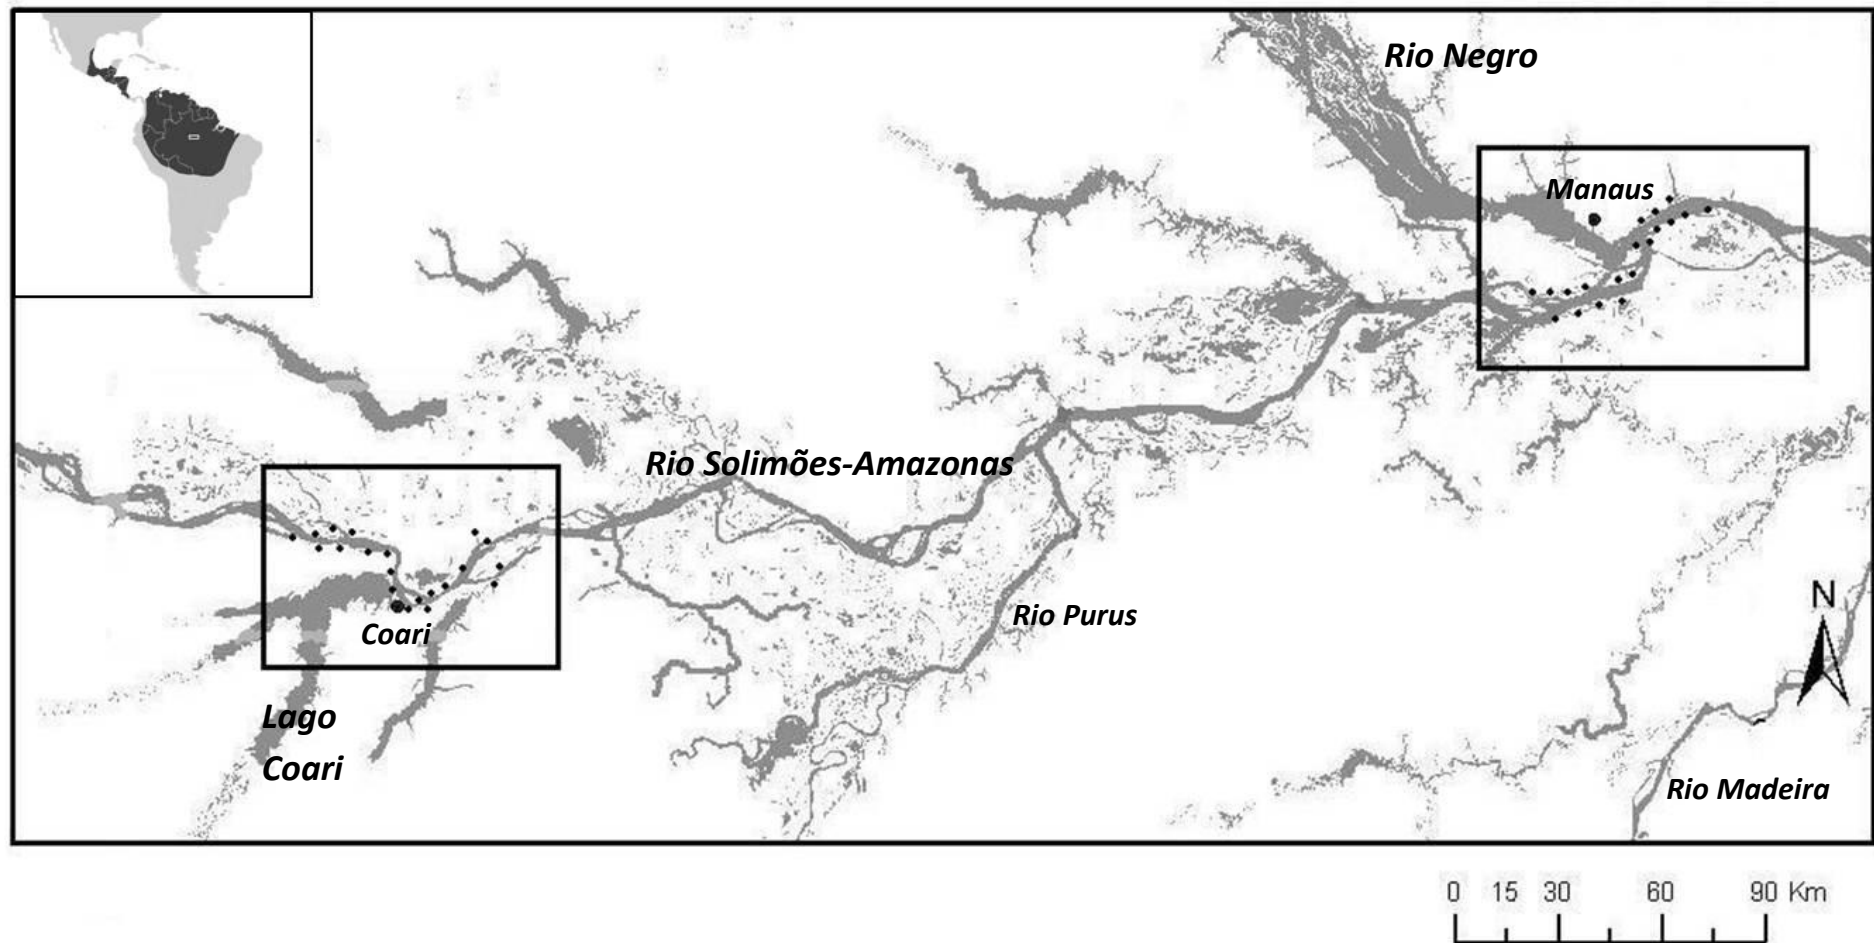 Rio Negro
Manaus
Rio Solimões-Amazonas
Coari
Rio Purus
N
Lago
Coari
Rio Madeira
0 15 30 60 90 Km